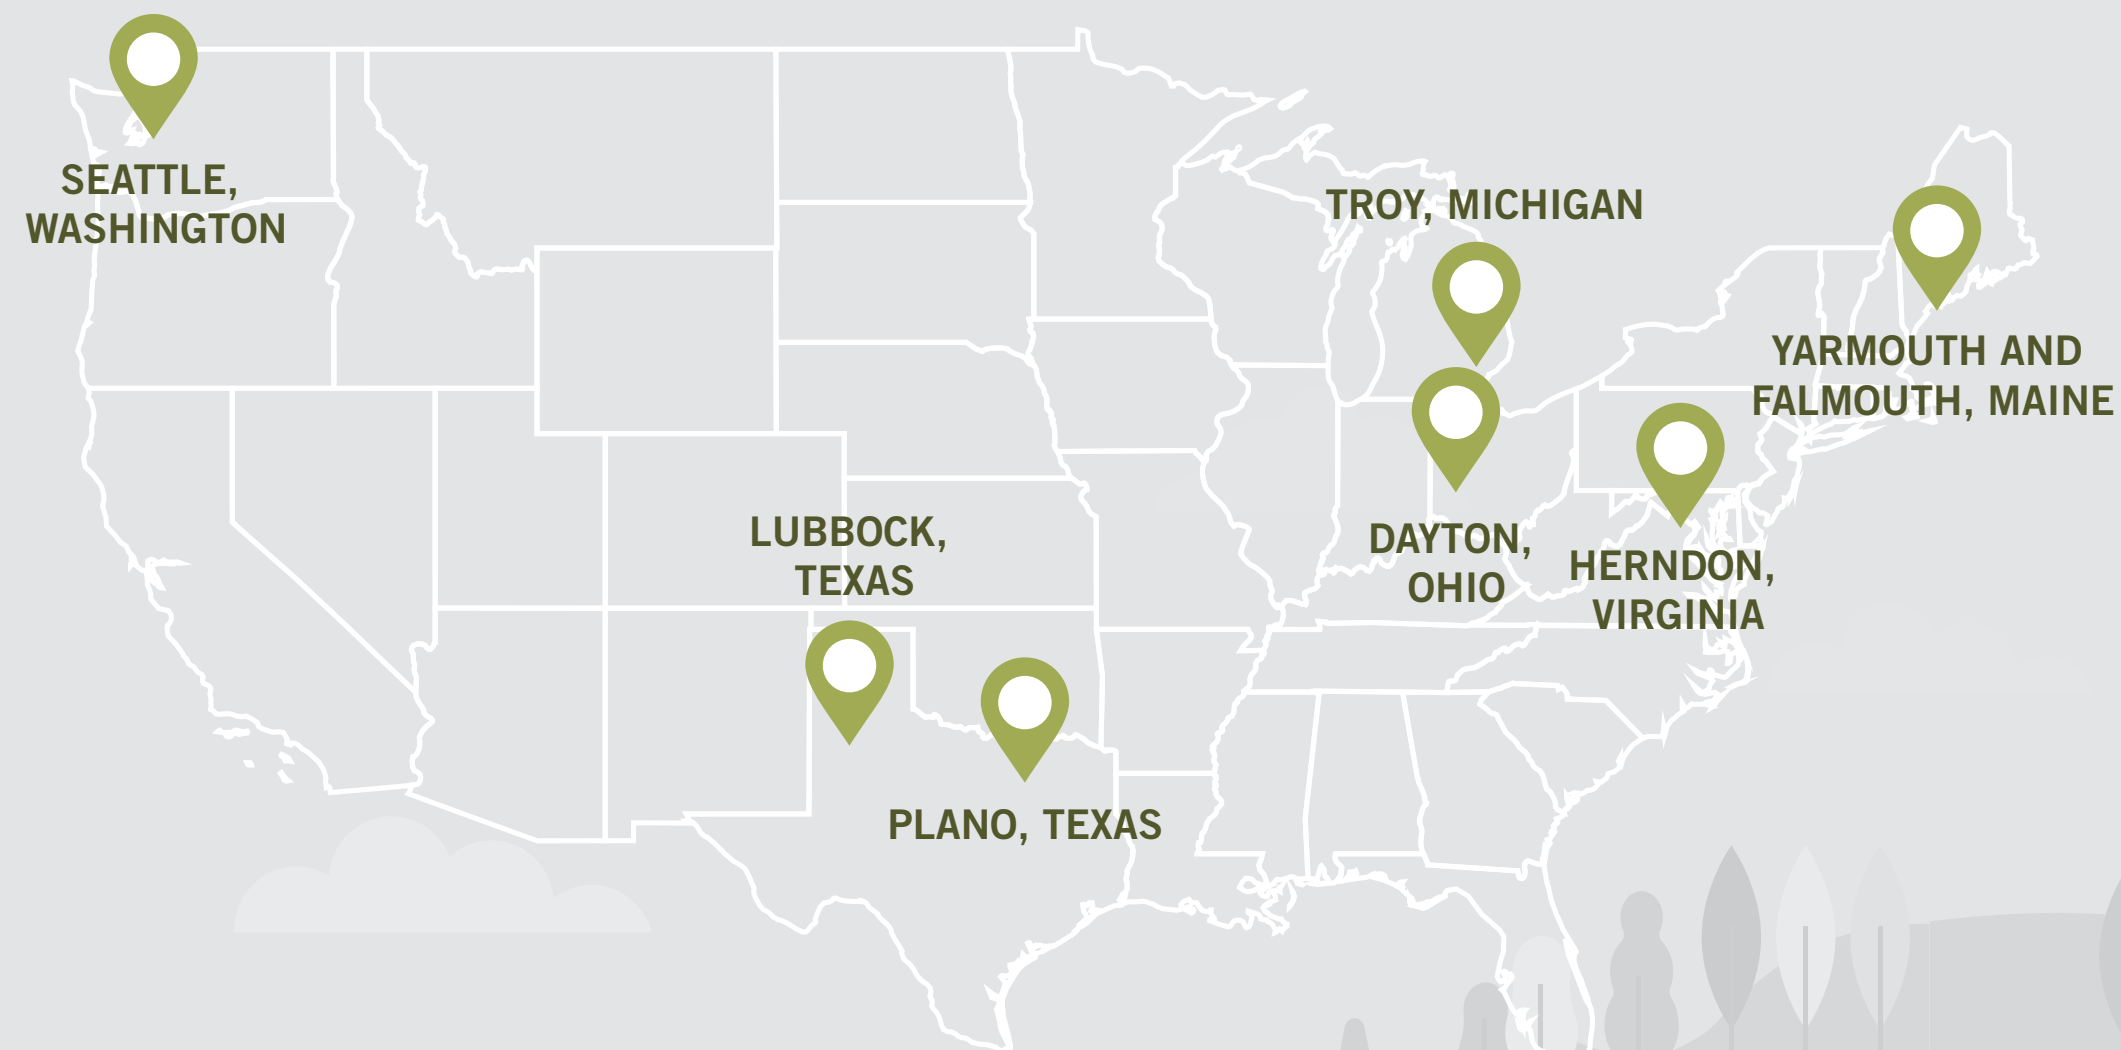 SEATTLE,
WASHINGTON
TROY, MICHIGAN
YARMOUTH AND
FALMOUTH, MAINE
LUBBOCK,
TEXAS
DAYTON,
OHIO
HERNDON,
VIRGINIA
PLANO, TEXAS